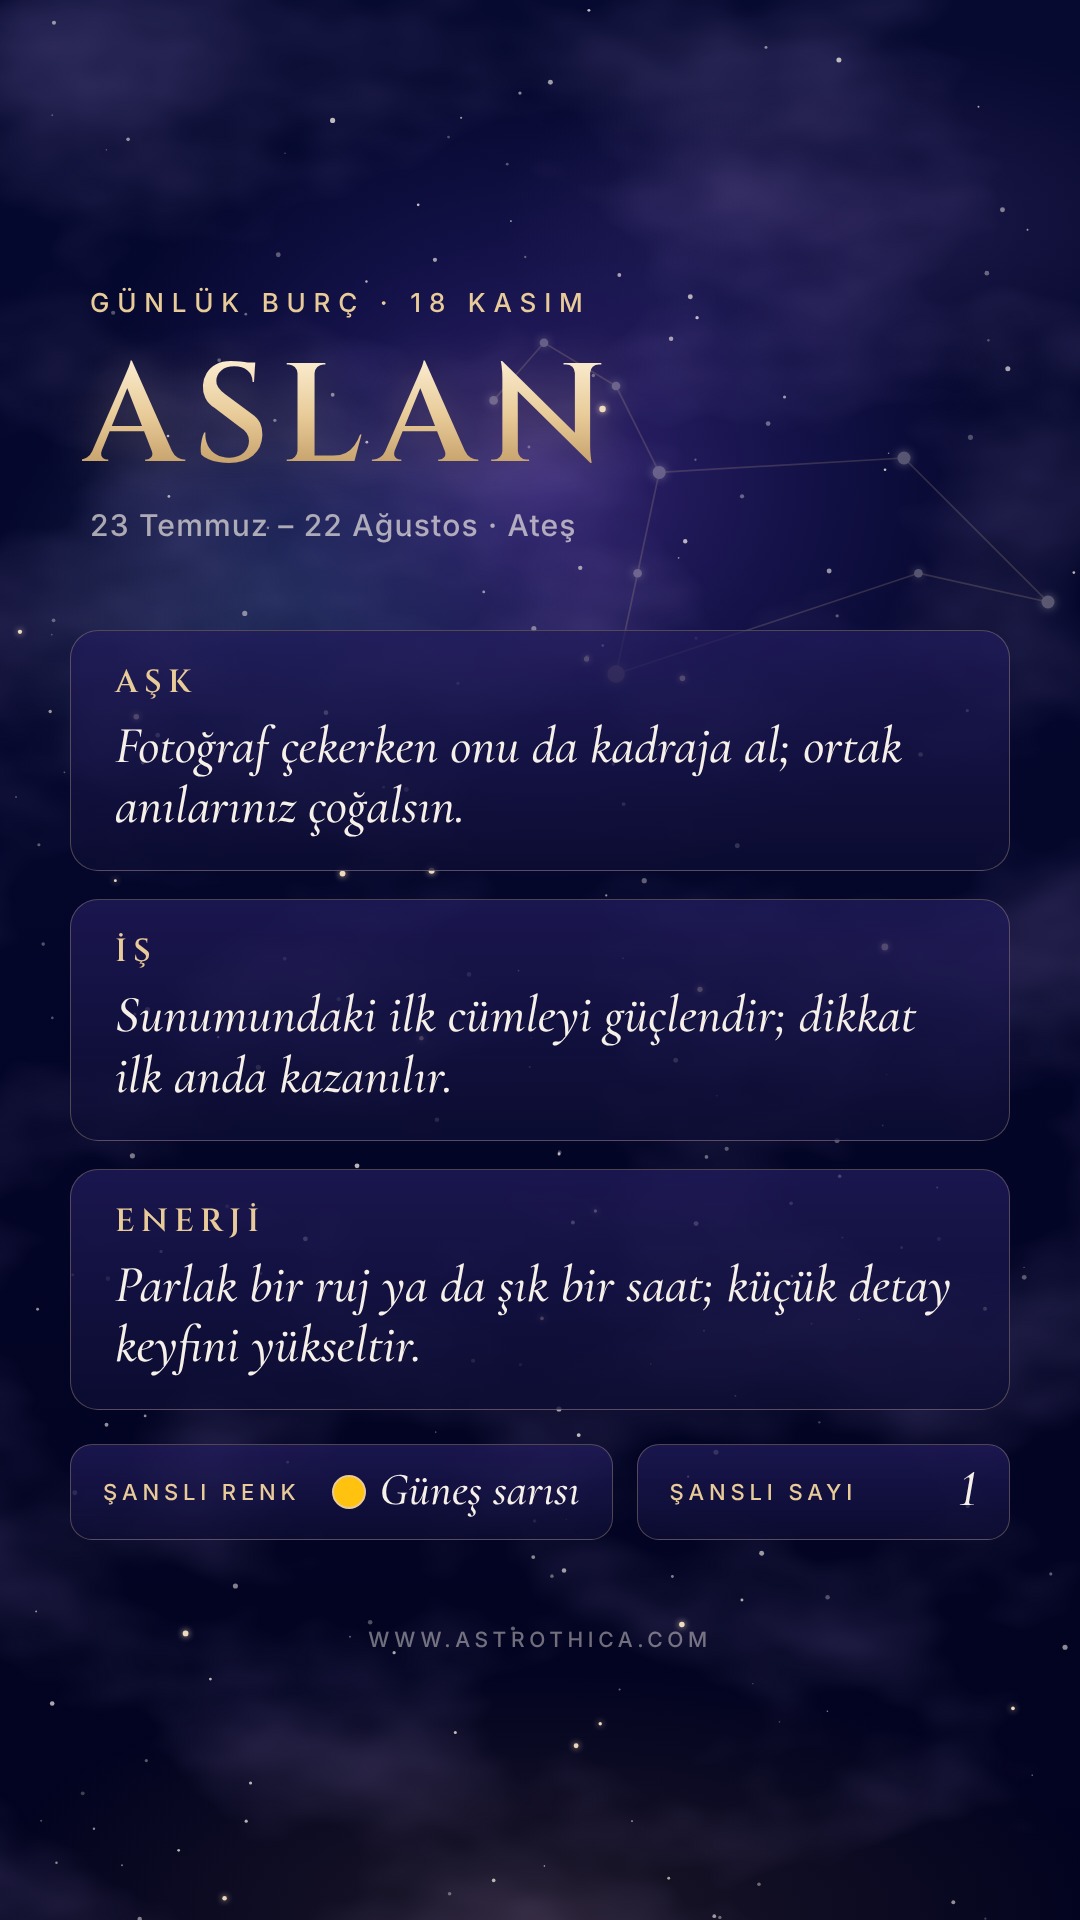 GÜNLÜK BURÇ · 18 KASIM
ASLAN
23 Temmuz – 22 Ağustos · Ateş
AŞK
Fotoğraf çekerken onu da kadraja al; ortak
anılarınız çoğalsın.
İŞ
Sunumundaki ilk cümleyi güçlendir; dikkat
ilk anda kazanılır.
ENERJİ
Parlak bir ruj ya da şık bir saat; küçük detay
keyfini yükseltir.
ŞANSLI RENK Güneş sarısı
ŞANSLI SAYI 1
WWW.ASTROTHICA.COM